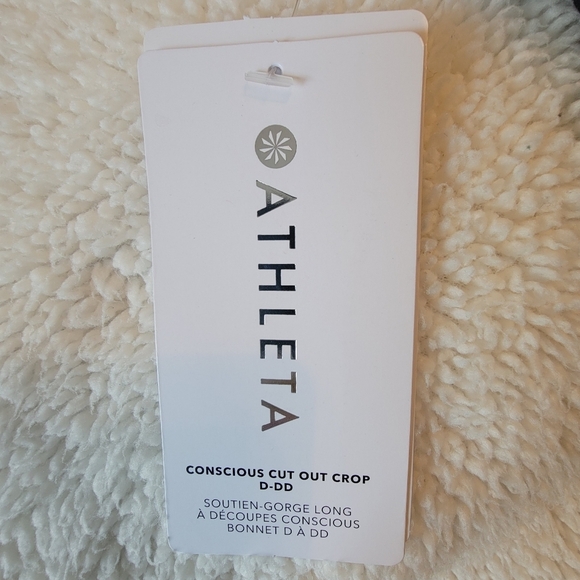 ATHLETA
CONSCIOUS CUT OUT CROP
D-DD
SOUTIEN-GORGE LONG
À DÉCOUPES CONSCIOUS
BONNET D À DD